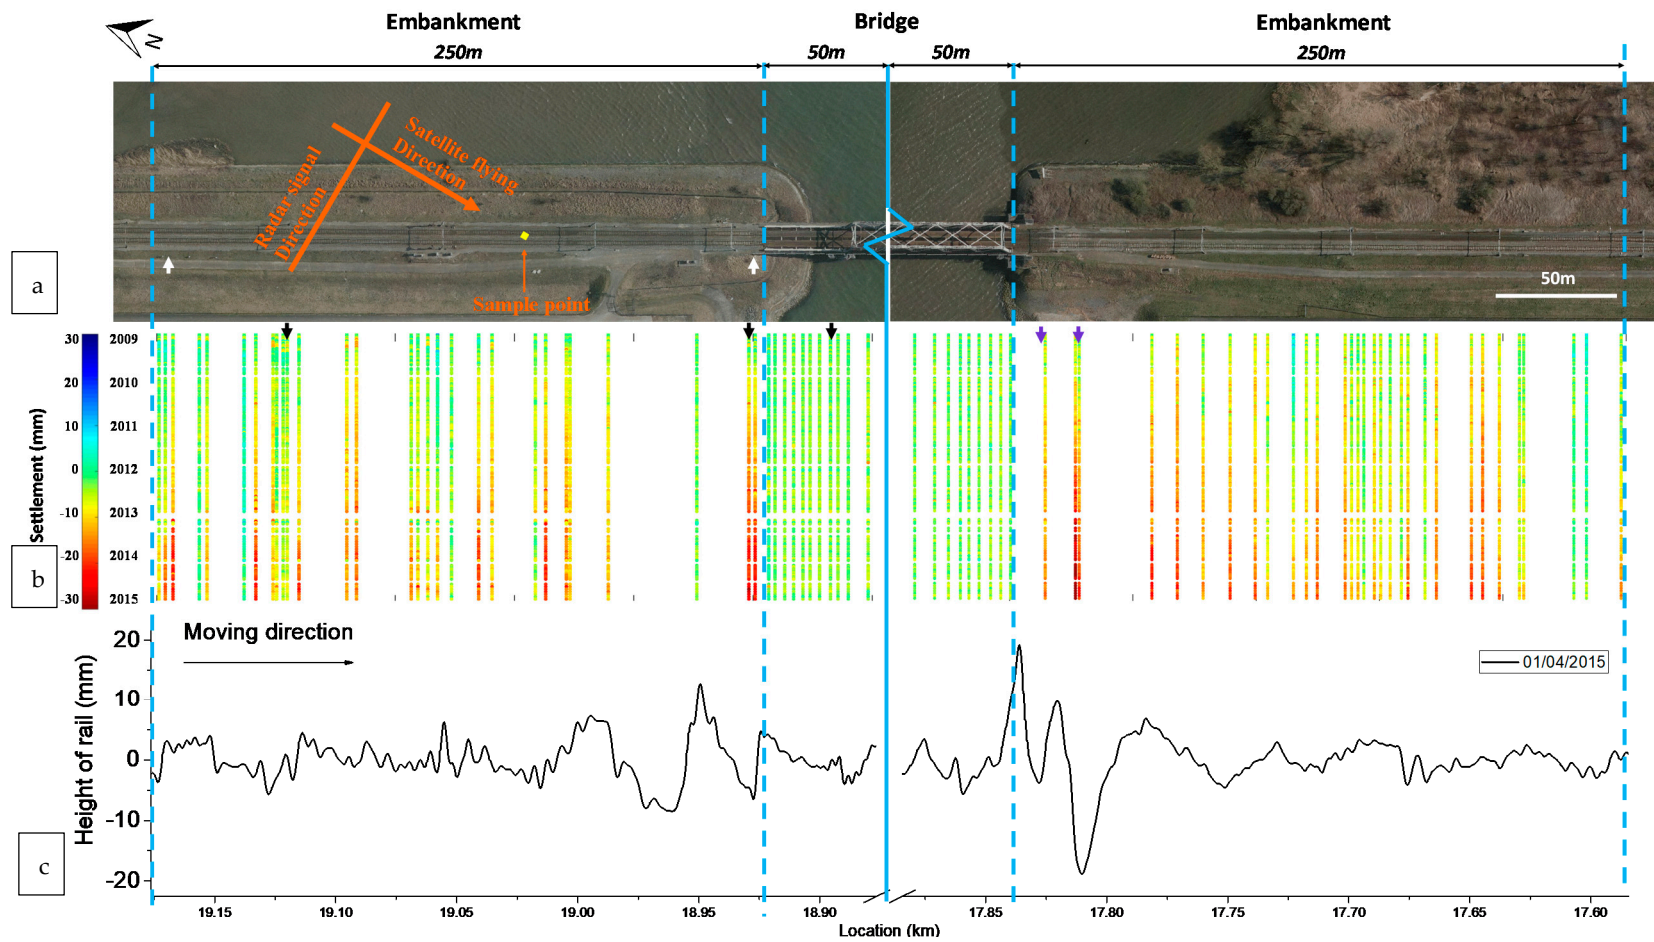 Embankment
Bridge
Embankment
250m
50m
50m
250m
N
Satellite flying
Direction
Radar signal
Direction
Sample point
50m
a
30
20
10
0
-10
-20
-30
Settlement (mm)
2009
2010
2011
2012
2013
2014
2015
b
Moving direction
01/04/2015
20
10
0
-10
-20
Height of rail (mm)
c
19.15
19.10
19.05
19.00
18.95
18.90
17.85
17.80
17.75
17.70
17.65
17.60
Location (km)